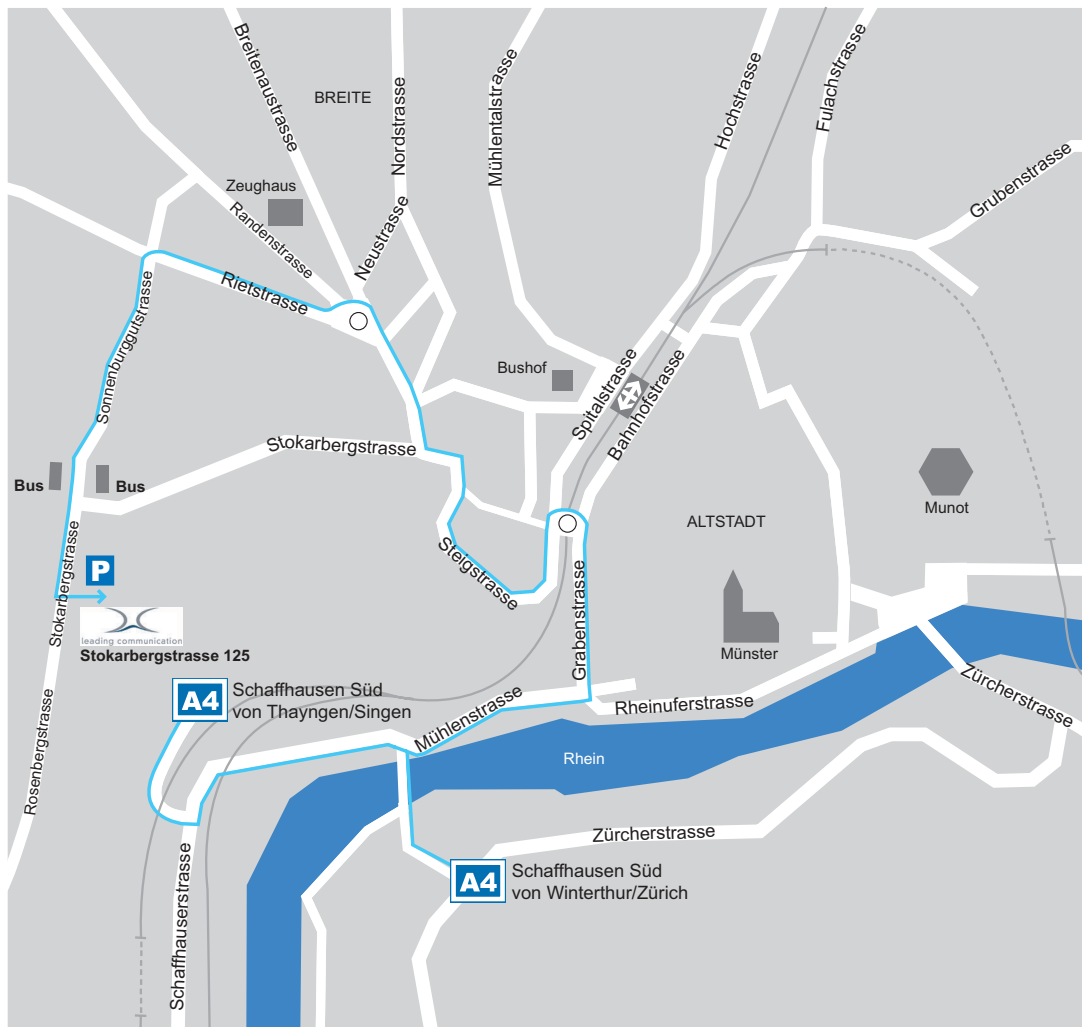 Breitenaustrasse
BREITE
Nordstrasse
Mühlentalstrasse
Hochstrasse
Fulachstrasse
Grubenstrasse
Zeughaus
Randenstrasse
Neustrasse
Rietstrasse
Sonnenburggutstrasse
Bushof
Spitalstrasse
Bahnhofstrasse
Stokarbergstrasse
Bus
Bus
Munot
ALTSTADT
Steigstrasse
Grabenstrasse
Stokarbergstrasse
P
leading communication
Stokarbergstrasse 125
Münster
A4
Schaffhausen Süd
von Thayngen/Singen
Mühlenstrasse
Rheinuferstrasse
Zürcherstrasse
Rosenbergstrasse
Rhein
Zürcherstrasse
Schaffhauserstrasse
A4
Schaffhausen Süd
von Winterthur/Zürich